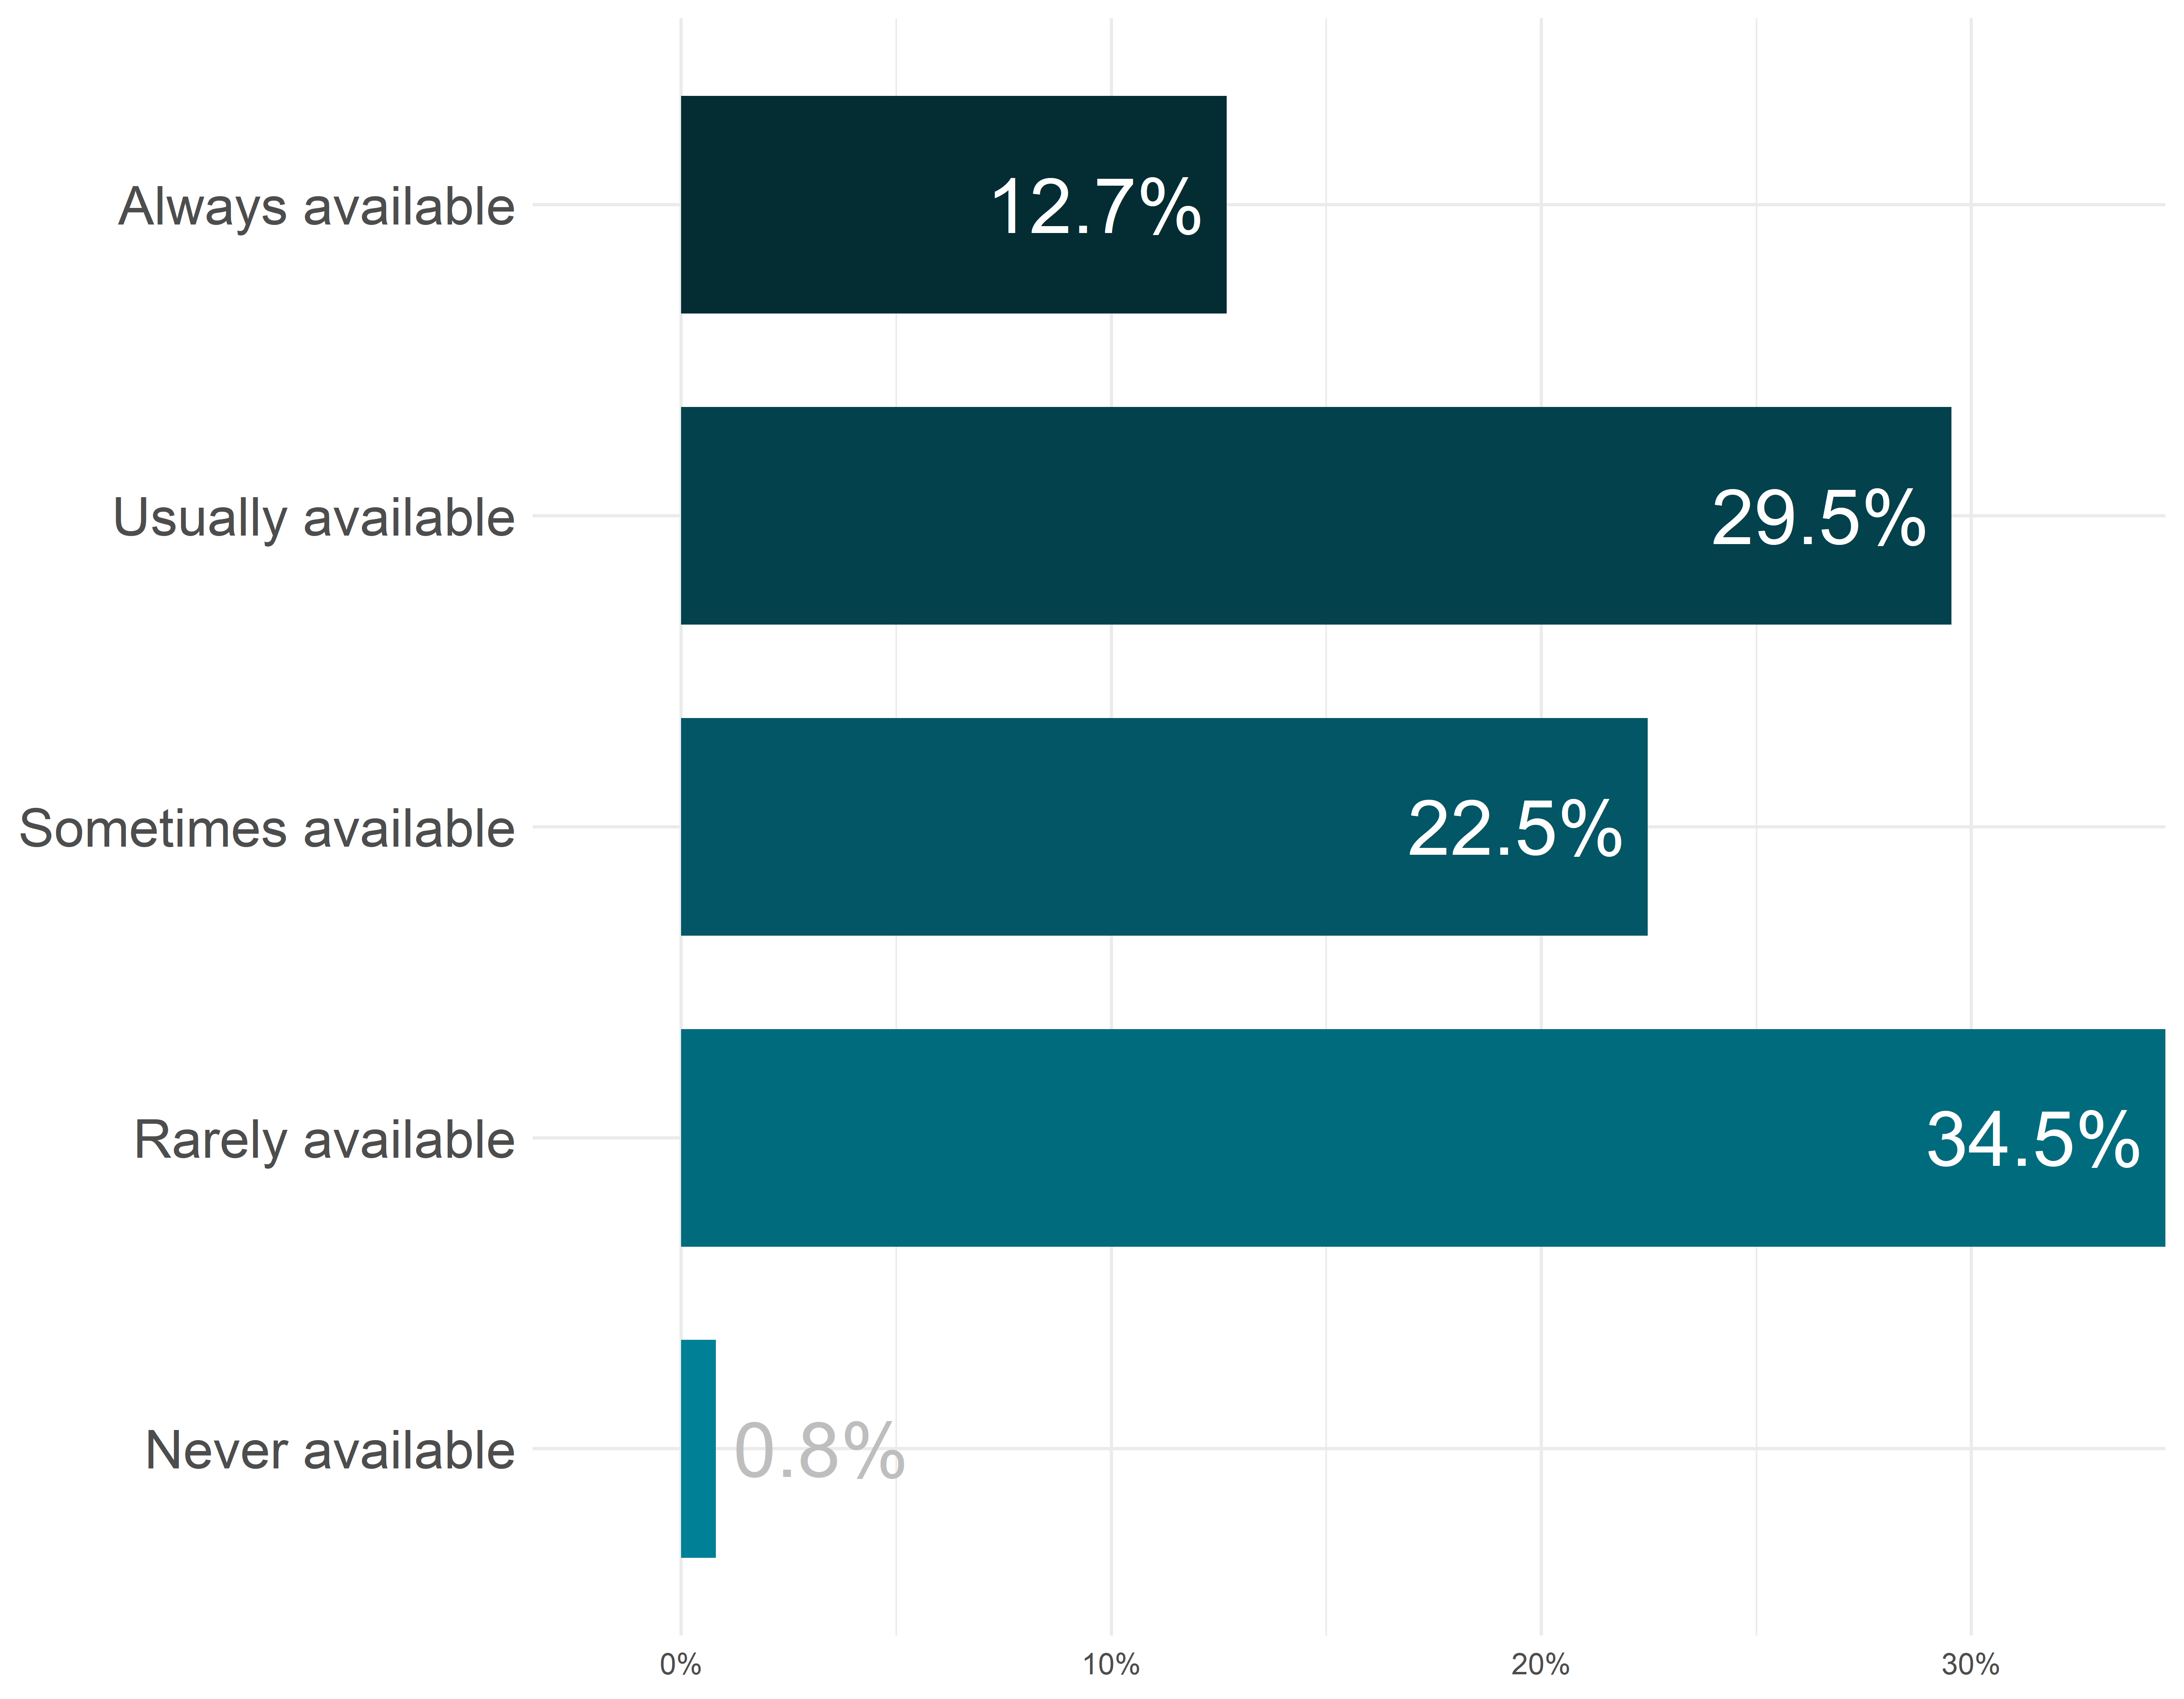 Always available 12.7%
Usually available 29.5%
Sometimes available 22.5%
Rarely available 34.5%
Never available 0.8%
0% 10% 20% 30%